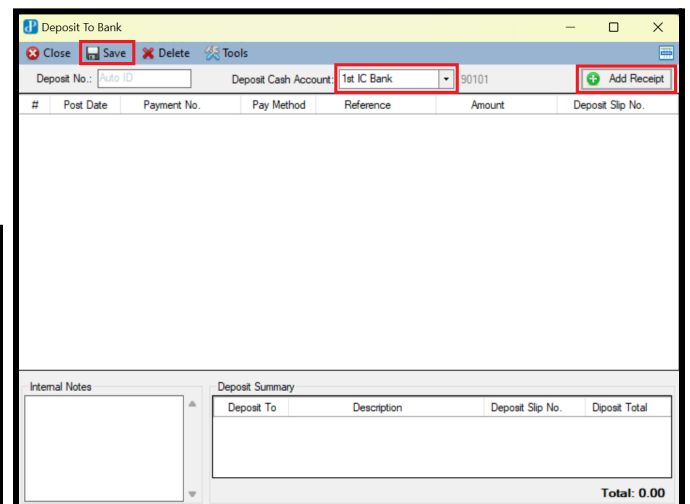 Deposit To Bank
Close Save Delete Tools
Deposit No.: Auto ID Deposit Cash Account: 1st IC Bank 90101 Add Receipt
# Post Date Payment No. Pay Method Reference Amount Deposit Slip No.
Internal Notes Deposit Summary
Deposit To Description Deposit Slip No. Diposit Total
Total: 0.00